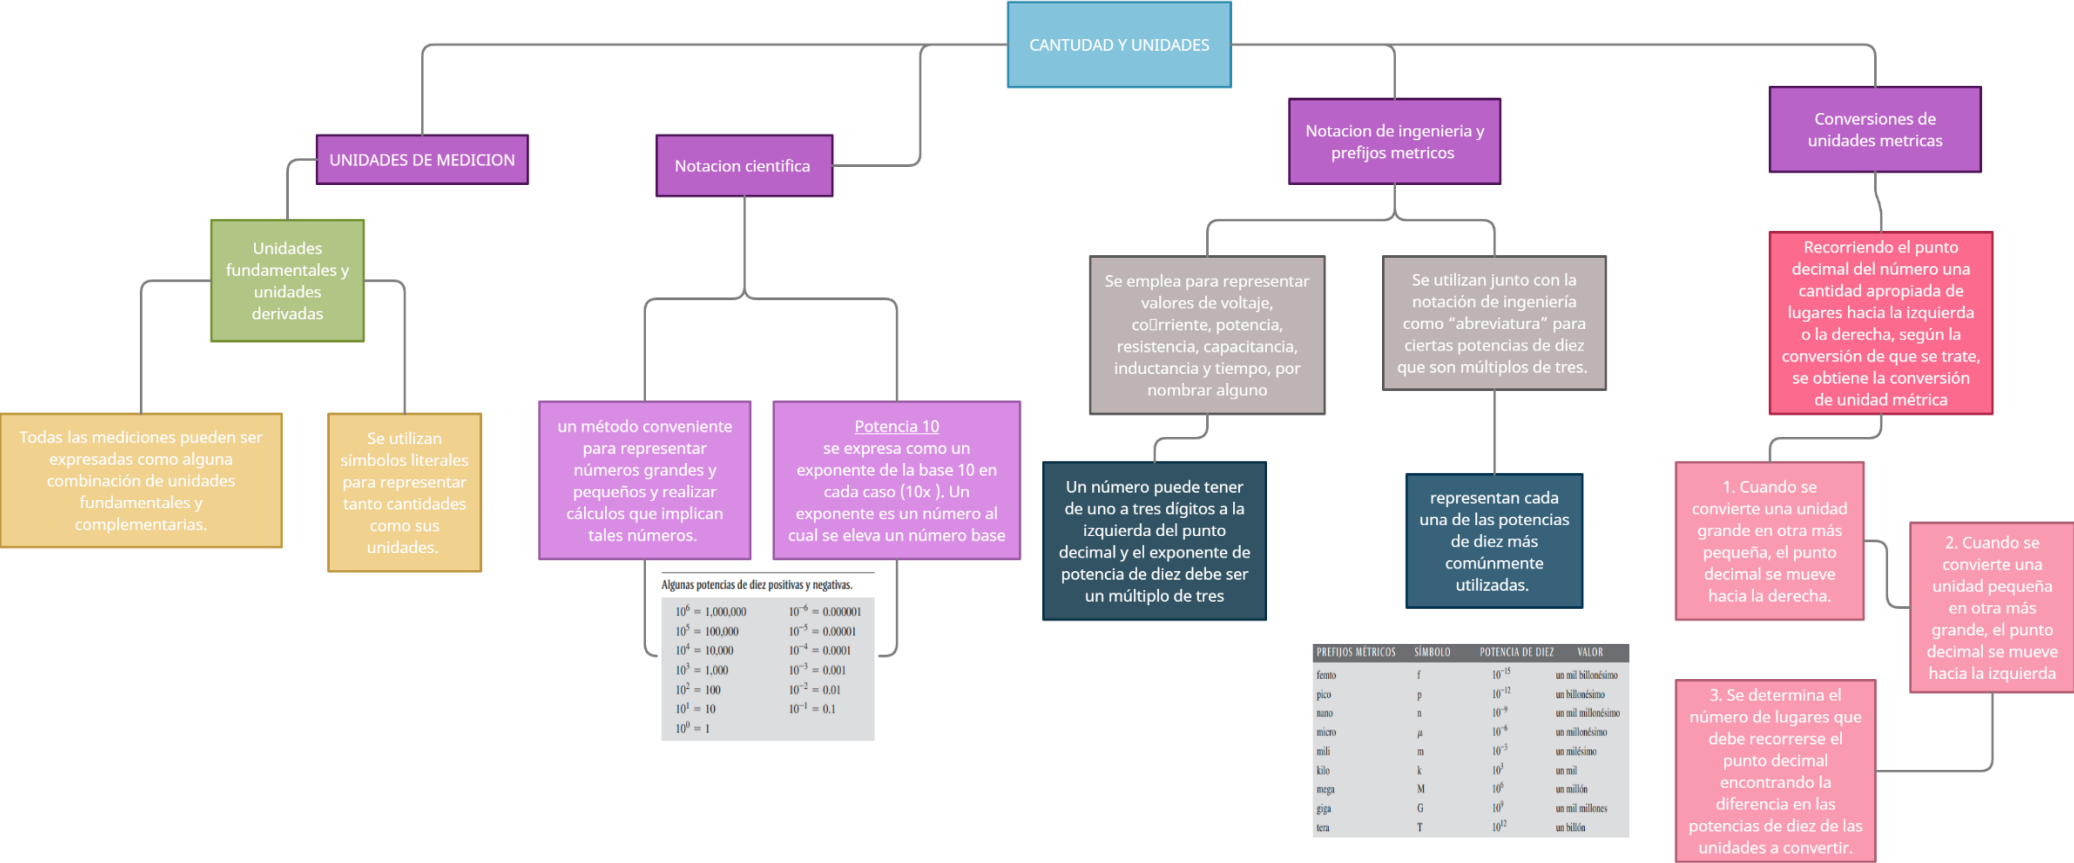 CANTUDAD Y UNIDADES
UNIDADES DE MEDICION
Unidades
fundamentales y
unidades
derivadas
Todas las mediciones pueden ser
expresadas como alguna
combinación de unidades
fundamentales y
complementarias.
Se utilizan
símbolos literales
para representar
tanto cantidades
como sus
unidades.
Notacion cientifica
un método conveniente
para representar
números grandes y
pequeños y realizar
cálculos que implican
tales números.
Potencia 10
se expresa como un
exponente de la base 10 en
cada caso (10x ). Un
exponente es un número al
cual se eleva un número base
Algunas potencias de diez positivas y negativas.
10⁶ = 1,000,000 10⁻⁶ = 0.000001
10⁵ = 100,000 10⁻⁵ = 0.00001
10⁴ = 10,000 10⁻⁴ = 0.0001
10³ = 1,000 10⁻³ = 0.001
10² = 100 10⁻² = 0.01
10¹ = 10 10⁻¹ = 0.1
10⁰ = 1
Notacion de ingenieria y
prefijos metricos
Se emplea para representar
valores de voltaje,
co▯rriente, potencia,
resistencia, capacitancia,
inductancia y tiempo, por
nombrar alguno
Un número puede tener
de uno a tres dígitos a la
izquierda del punto
decimal y el exponente de
potencia de diez debe ser
un múltiplo de tres
Se utilizan junto con la
notación de ingeniería
como “abreviatura” para
ciertas potencias de diez
que son múltiplos de tres.
representan cada
una de las potencias
de diez más
comúnmente
utilizadas.
PREFIJOS MÉTRICOS SÍMBOLO POTENCIA DE DIEZ VALOR
femto f 10⁻¹⁵ un mil billonésimo
pico p 10⁻¹² un billonésimo
nano n 10⁻⁹ un mil millonésimo
micro μ 10⁻⁶ un millonésimo
mili m 10⁻³ un milésimo
kilo k 10³ un mil
mega M 10⁶ un millón
giga G 10⁹ un mil millones
tera T 10¹² un billón
Conversiones de
unidades metricas
Recorriendo el punto
decimal del número una
cantidad apropiada de
lugares hacia la izquierda
o la derecha, según la
conversión de que se trate,
se obtiene la conversión
de unidad métrica
1. Cuando se
convierte una unidad
grande en otra más
pequeña, el punto
decimal se mueve
hacia la derecha.
2. Cuando se
convierte una
unidad pequeña
en otra más
grande, el punto
decimal se mueve
hacia la izquierda
3. Se determina el
número de lugares que
debe recorrerse el
punto decimal
encontrando la
diferencia en las
potencias de diez de las
unidades a convertir.